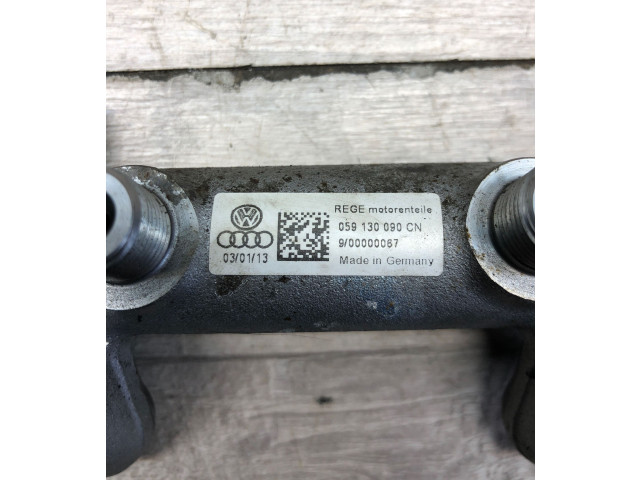 REGE motorenteile
059 130 090 CN
9/00000067
Made in Germany
03/01/13